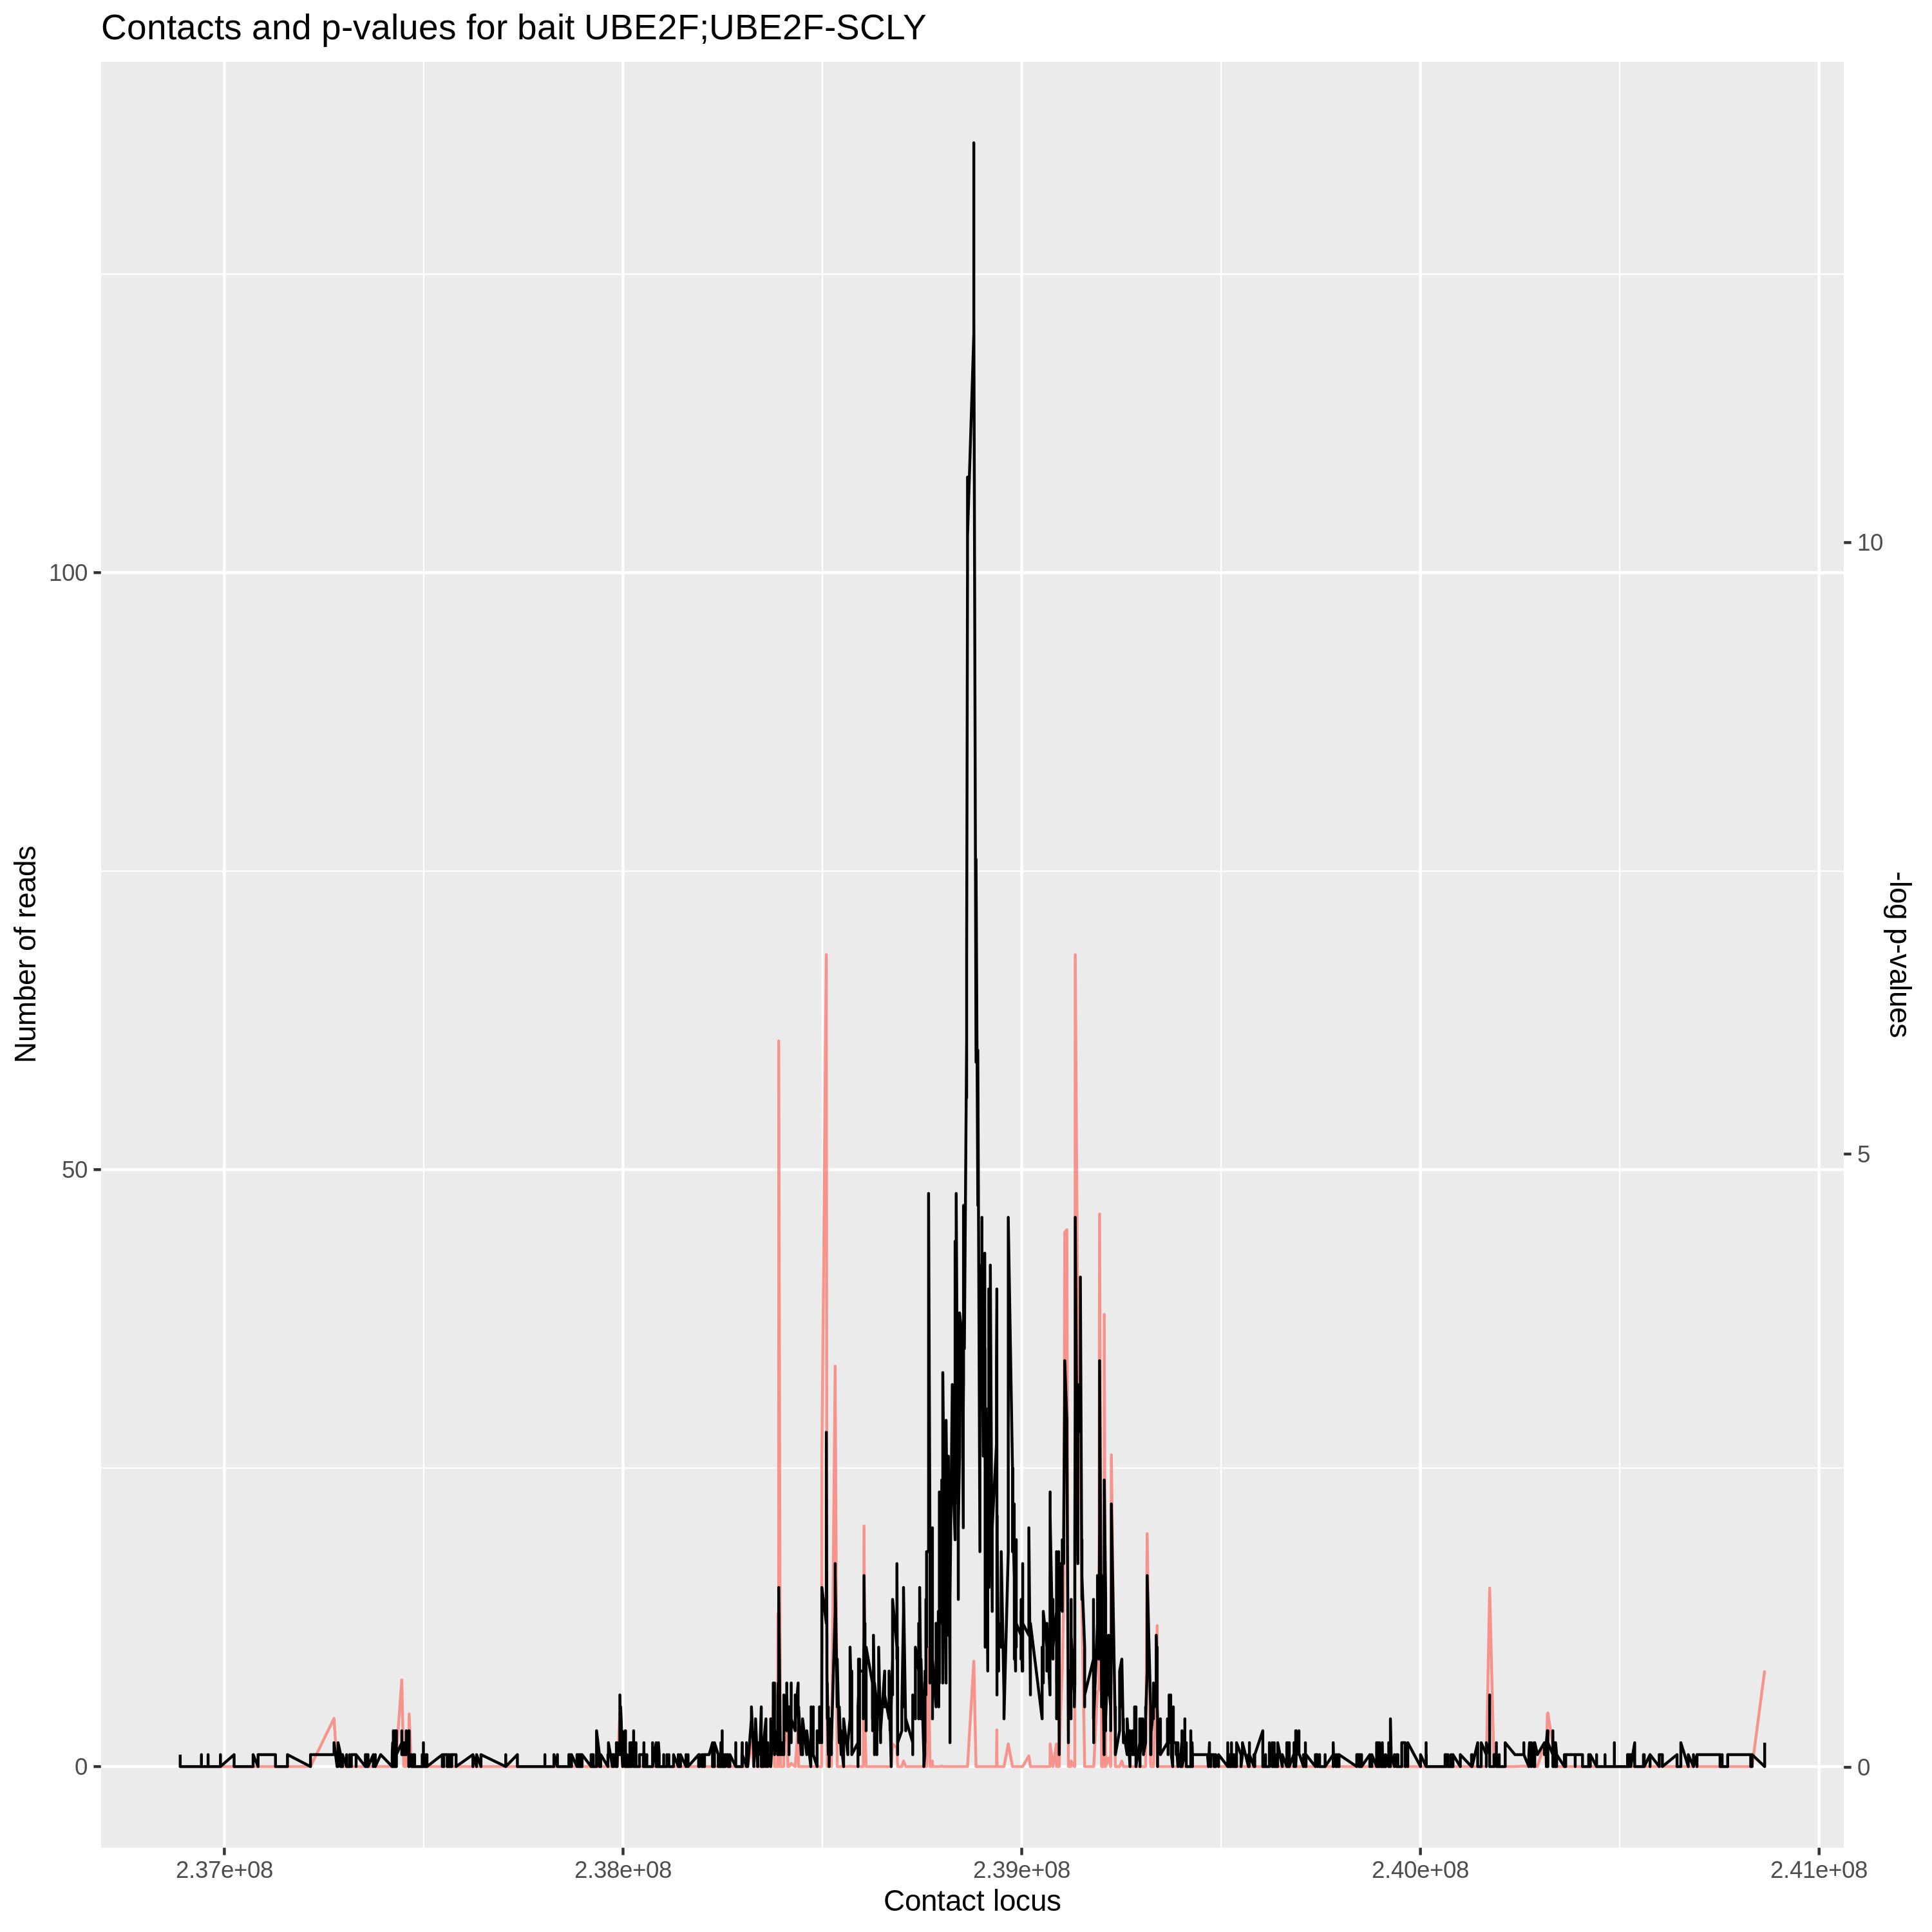 Contacts and p-values for bait UBE2F;UBE2F-SCLY
100
50
0
Number of reads
10
5
0
-log p-values
2.37e+08
2.38e+08
2.39e+08
2.40e+08
2.41e+08
Contact locus